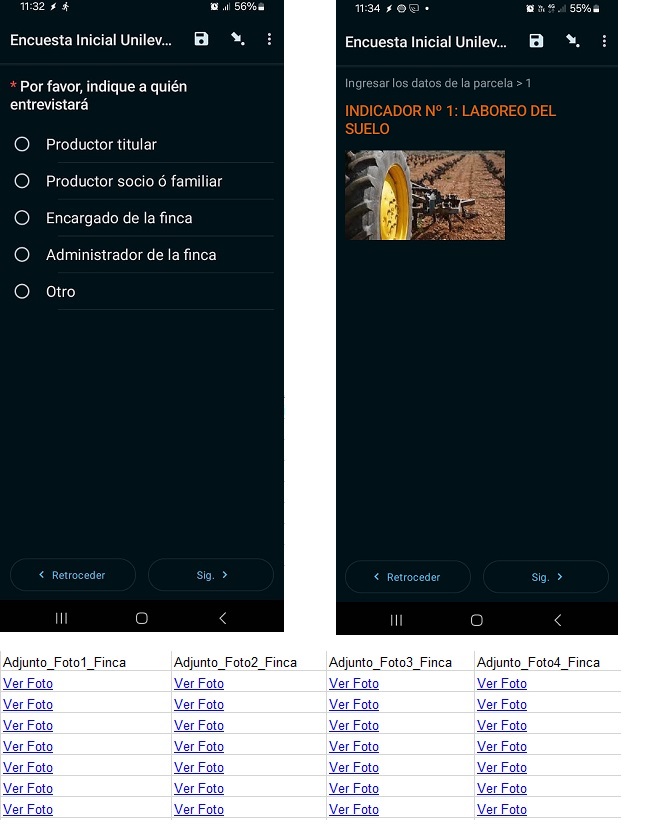 11:32 56%
Encuesta Inicial Unilev...
* Por favor, indique a quién
entrevistará
Productor titular
Productor socio ó familiar
Encargado de la finca
Administrador de la finca
Otro
Retroceder Sig.
11:34 55%
Encuesta Inicial Unilev...
Ingresar los datos de la parcela > 1
INDICADOR Nº 1: LABOREO DEL
SUELO
Retroceder Sig.
Adjunto_Foto1_Finca Adjunto_Foto2_Finca Adjunto_Foto3_Finca Adjunto_Foto4_Finca
Ver Foto Ver Foto Ver Foto Ver Foto
Ver Foto Ver Foto Ver Foto Ver Foto
Ver Foto Ver Foto Ver Foto Ver Foto
Ver Foto Ver Foto Ver Foto Ver Foto
Ver Foto Ver Foto Ver Foto Ver Foto
Ver Foto Ver Foto Ver Foto Ver Foto
Ver Foto Ver Foto Ver Foto Ver Foto